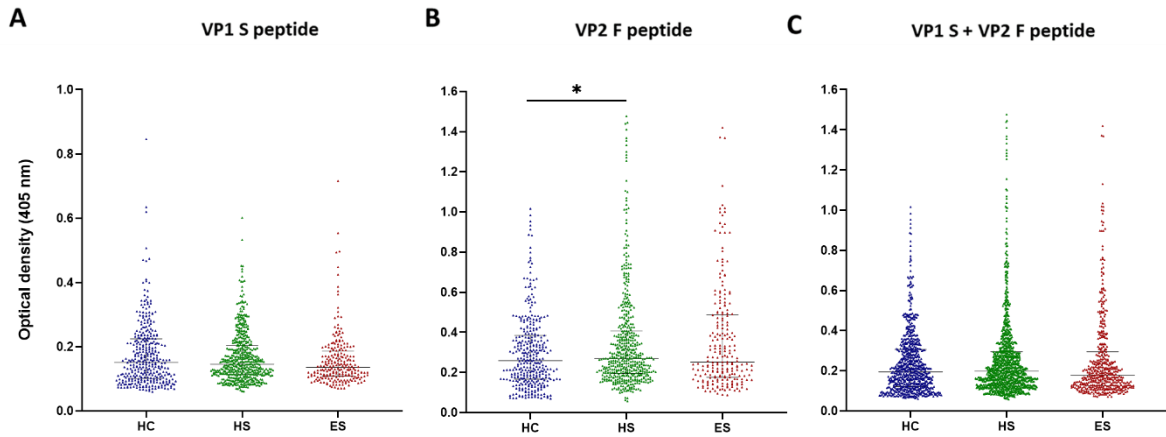 A
VP1 S peptide
Optical density (405 nm)
1.0
0.8
0.6
0.4
0.2
0.0
HC
HS
ES
B
VP2 F peptide
1.6
1.4
1.2
1.0
0.8
0.6
0.4
0.2
0.0
*
HC
HS
ES
C
VP1 S + VP2 F peptide
1.6
1.4
1.2
1.0
0.8
0.6
0.4
0.2
0.0
HC
HS
ES